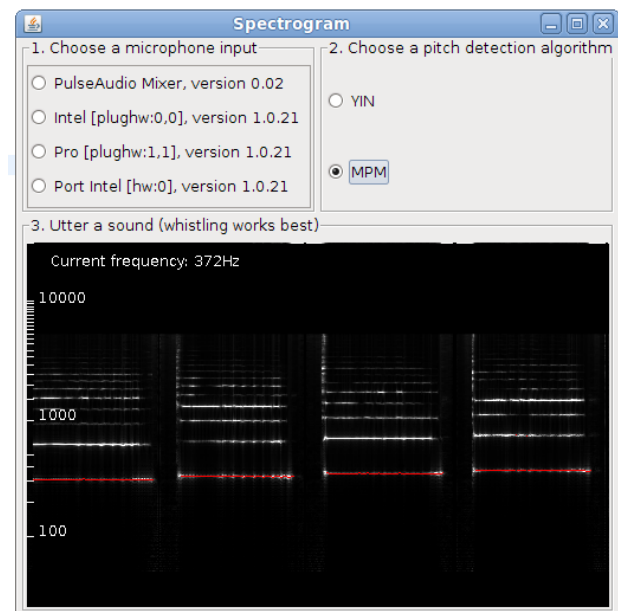 Spectrogram
1. Choose a microphone input
PulseAudio Mixer, version 0.02
Intel [plughw:0,0], version 1.0.21
Pro [plughw:1,1], version 1.0.21
Port Intel [hw:0], version 1.0.21
2. Choose a pitch detection algorithm
YIN
MPM
3. Utter a sound (whistling works best)
Current frequency: 372Hz
10000
1000
100